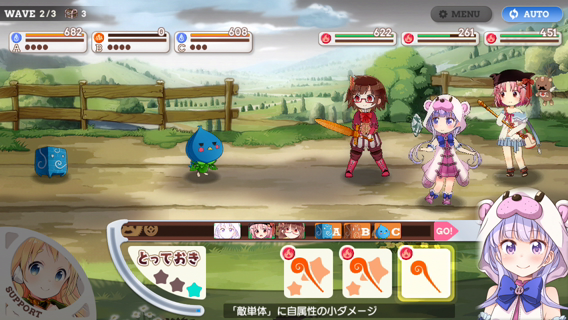 WAVE 2/3 3
MENU
AUTO
682
A
0
B
608
C
622
261
451
A B C GO!
とっておき
SUPPORT
「敵単体」に自属性の小ダメージ